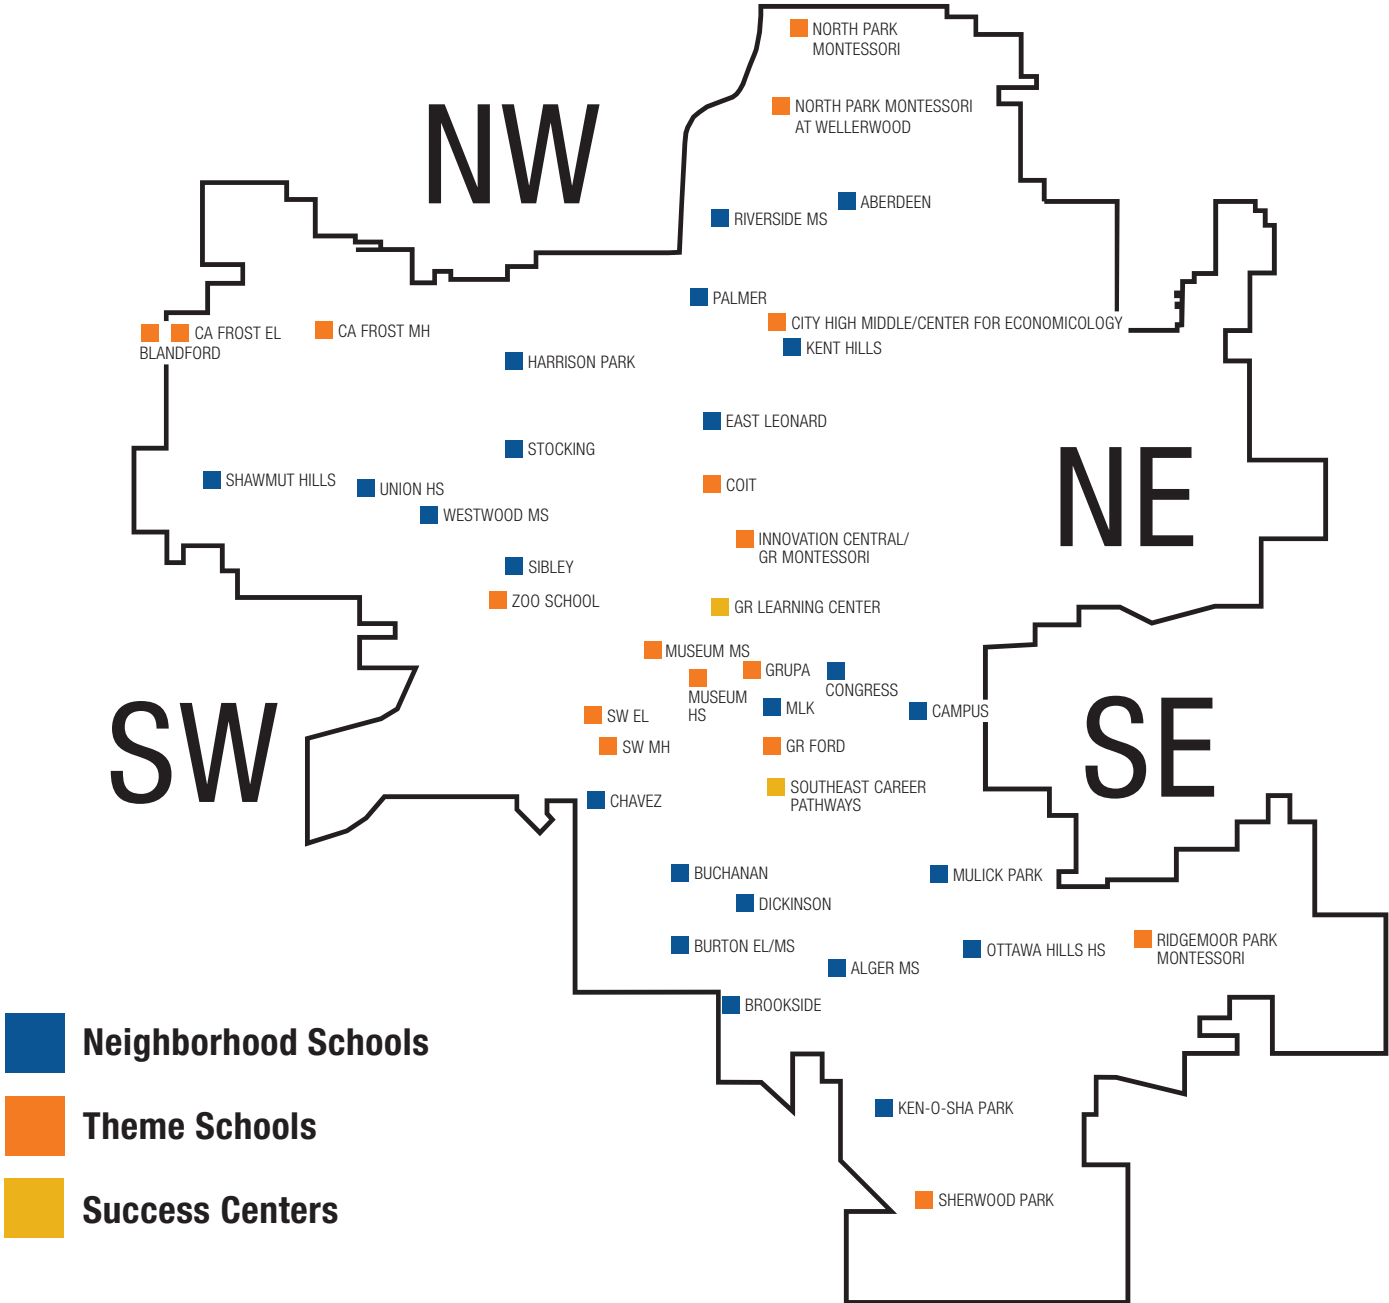 NORTH PARK
MONTESSORI
NW
NORTH PARK MONTESSORI
AT WELLERWOOD
ABERDEEN
RIVERSIDE MS
PALMER
CITY HIGH MIDDLE/CENTER FOR ECONOMICOLOGY
CA FROST EL
CA FROST MH
BLANDFORD
KENT HILLS
HARRISON PARK
EAST LEONARD
STOCKING
SHAWMUT HILLS
UNION HS
COIT
NE
WESTWOOD MS
INNOVATION CENTRAL/
GR MONTESSORI
SIBLEY
ZOO SCHOOL
GR LEARNING CENTER
MUSEUM MS
GRUPA
CONGRESS
MUSEUM
HS
MLK
CAMPUS
SW
SE
SW EL
SW MH
GR FORD
SOUTHEAST CAREER
PATHWAYS
CHAVEZ
BUCHANAN
MULICK PARK
DICKINSON
BURTON EL/MS
OTTAWA HILLS HS
RIDGEMOOR PARK
MONTESSORI
ALGER MS
BROOKSIDE
Neighborhood Schools
KEN-O-SHA PARK
Theme Schools
SHERWOOD PARK
Success Centers